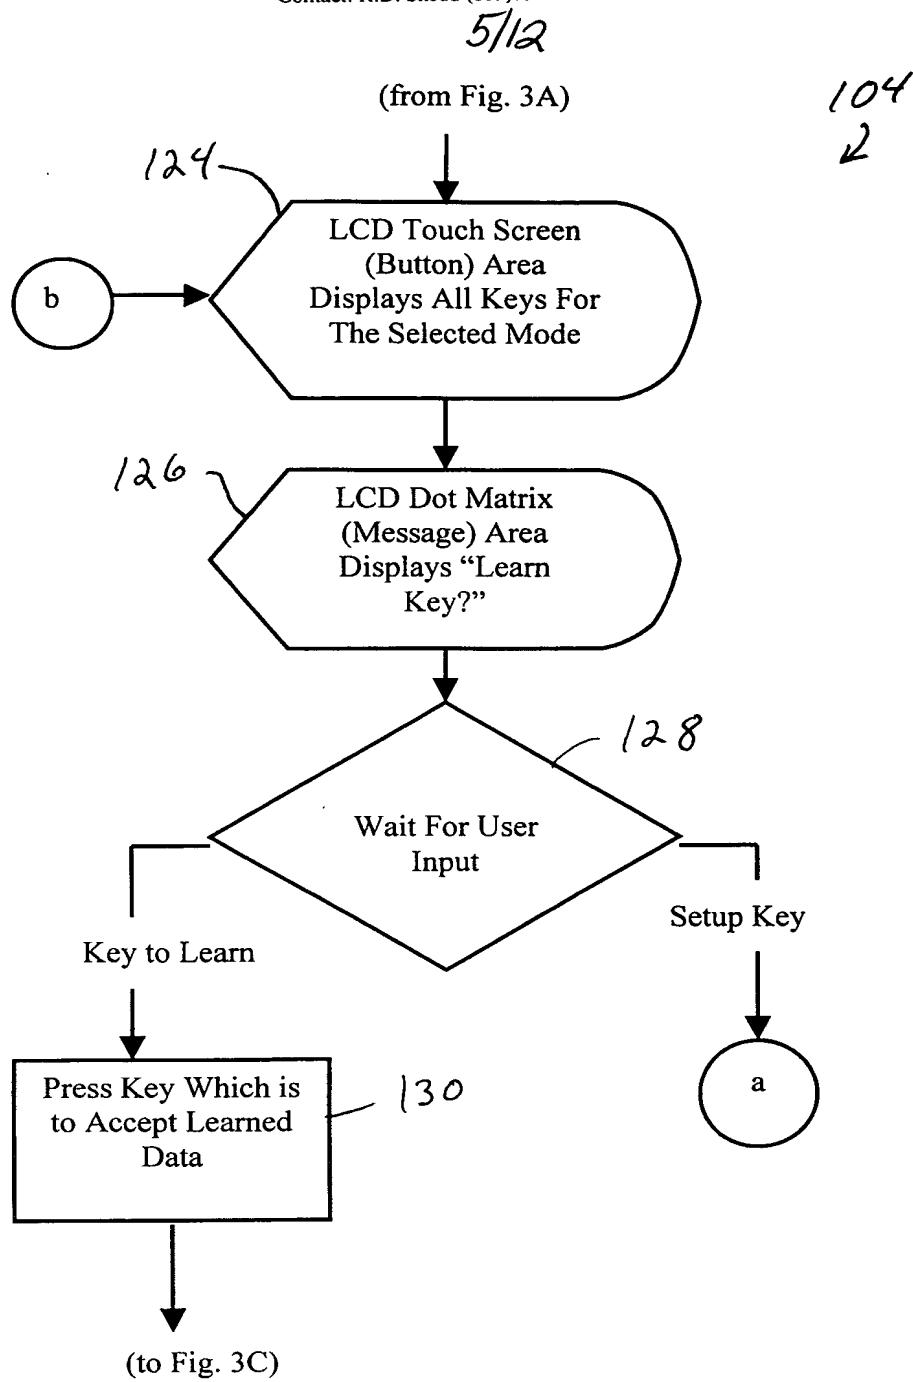 5/12
(from Fig. 3A)
104
124
LCD Touch Screen
(Button) Area
Displays All Keys For
The Selected Mode
b
126
LCD Dot Matrix
(Message) Area
Displays “Learn
Key?”
128
Wait For User
Input
Setup Key
Key to Learn
a
Press Key Which is
to Accept Learned
Data
130
(to Fig. 3C)